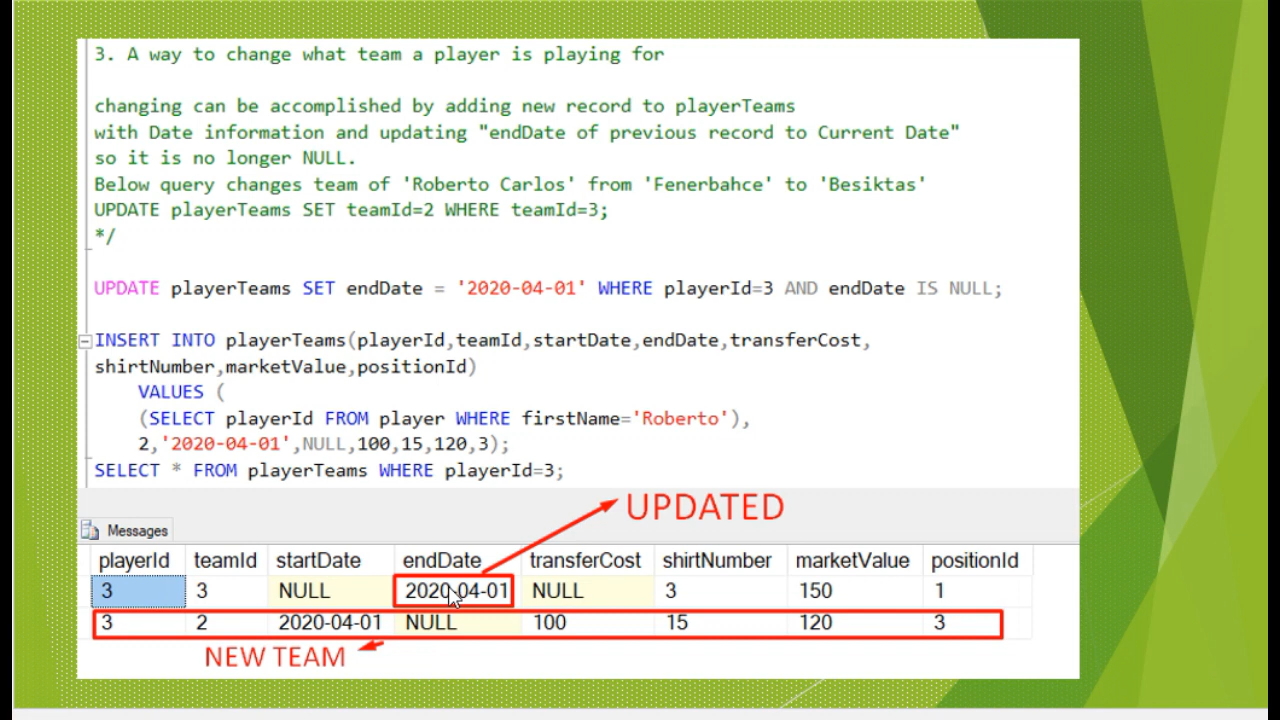 3. A way to change what team a player is playing for
changing can be accomplished by adding new record to playerTeams
with Date information and updating "endDate of previous record to Current Date"
so it is no longer NULL.
Below query changes team of 'Roberto Carlos' from 'Fenerbahce' to 'Besiktas'
UPDATE playerTeams SET teamId=2 WHERE teamId=3;
*/
UPDATE playerTeams SET endDate = '2020-04-01' WHERE playerId=3 AND endDate IS NULL;
INSERT INTO playerTeams(playerId,teamId,startDate,endDate,transferCost,
shirtNumber,marketValue,positionId)
VALUES (
(SELECT playerId FROM player WHERE firstName='Roberto'),
2,'2020-04-01',NULL,100,15,120,3);
SELECT * FROM playerTeams WHERE playerId=3;
UPDATED
Messages
playerId teamId startDate endDate transferCost shirtNumber marketValue positionId
3 3 NULL 2020-04-01 NULL 3 150 1
3 2 2020-04-01 NULL 100 15 120 3
NEW TEAM